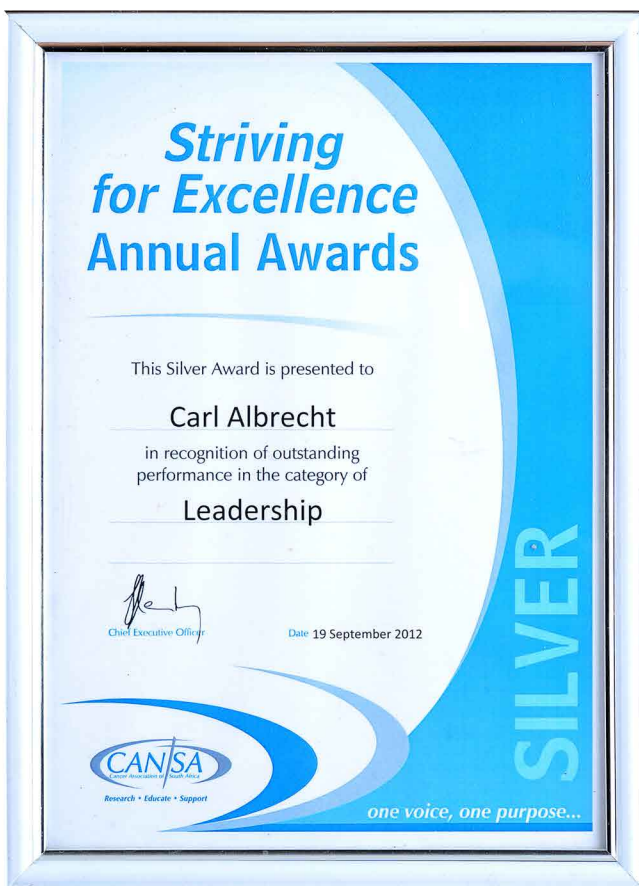 Striving
for Excellence
Annual Awards
This Silver Award is presented to
Carl Albrecht
in recognition of outstanding
performance in the category of
Leadership
Chief Executive Officer
Date 19 September 2012
SILVER
CANSA
Cancer Association of South Africa
Research • Educate • Support
one voice, one purpose...